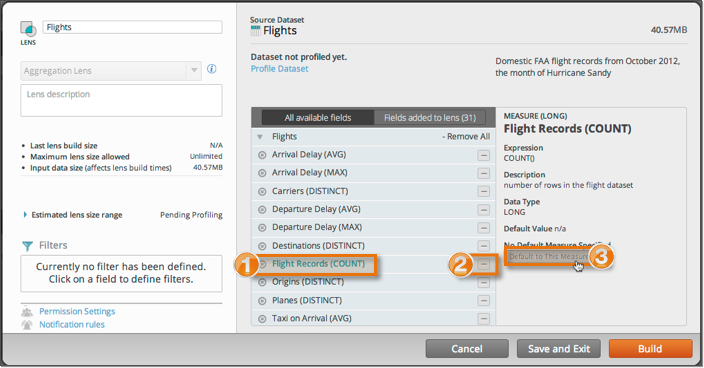 Flights
LENS
Aggregation Lens
Lens description
Last lens build size N/A
Maximum lens size allowed Unlimited
Input data size (affects lens build times) 40.57MB
Estimated lens size range Pending Profiling
Filters
Currently no filter has been defined.
Click on a field to define filters.
Permission Settings
Notification rules
Source Dataset
Flights 40.57MB
Dataset not profiled yet.
Profile Dataset
Domestic FAA flight records from October 2012,
the month of Hurricane Sandy
All available fields Fields added to lens (31)
Flights - Remove All
Arrival Delay (AVG)
Arrival Delay (MAX)
Carriers (DISTINCT)
Departure Delay (AVG)
Departure Delay (MAX)
Destinations (DISTINCT)
1 Flight Records (COUNT) 2
Origins (DISTINCT)
Planes (DISTINCT)
Taxi on Arrival (AVG)
MEASURE (LONG)
Flight Records (COUNT)
Expression
COUNT()
Description
number of rows in the flight dataset
Data Type
LONG
Default Value n/a
No Default Measure Specified
Default to This Measure 3
Cancel Save and Exit Build